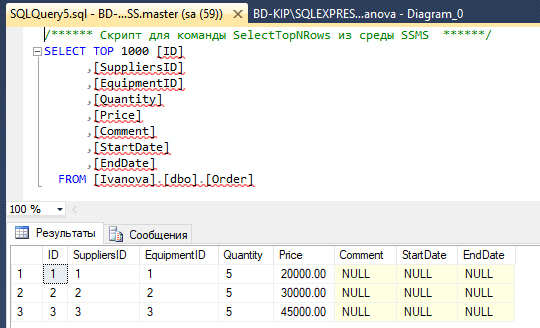 SQLQuery5.sql - BD-...SS.master (sa (59))* × BD-KIP\SQLEXPRES...anova - Diagram_0
/****** Скрипт для команды SelectTopNRows из среды SSMS  ******/
SELECT TOP 1000 [ID]
,[SuppliersID]
,[EquipmentID]
,[Quantity]
,[Price]
,[Comment]
,[StartDate]
,[EndDate]
FROM [Ivanova].[dbo].[Order]
100 %
Результаты Сообщения
ID SuppliersID EquipmentID Quantity Price Comment StartDate EndDate
1 1 1 1 5 20000.00 NULL NULL NULL
2 2 2 2 5 30000.00 NULL NULL NULL
3 3 3 3 5 45000.00 NULL NULL NULL